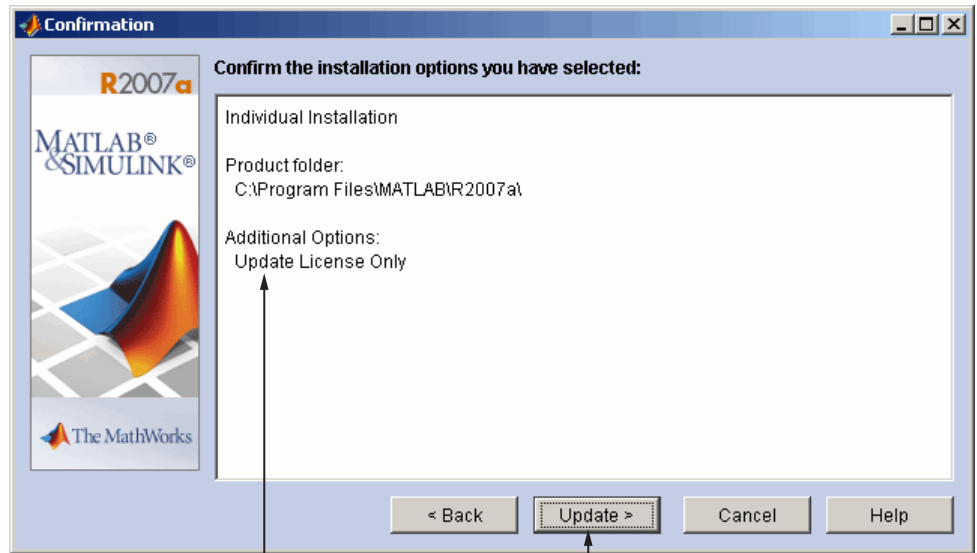 Confirmation
R2007a
MATLAB®
&SIMULINK®
The MathWorks
Confirm the installation options you have selected:
Individual Installation
Product folder:
C:\Program Files\MATLAB\R2007a\
Additional Options:
Update License Only
< Back
Update >
Cancel
Help